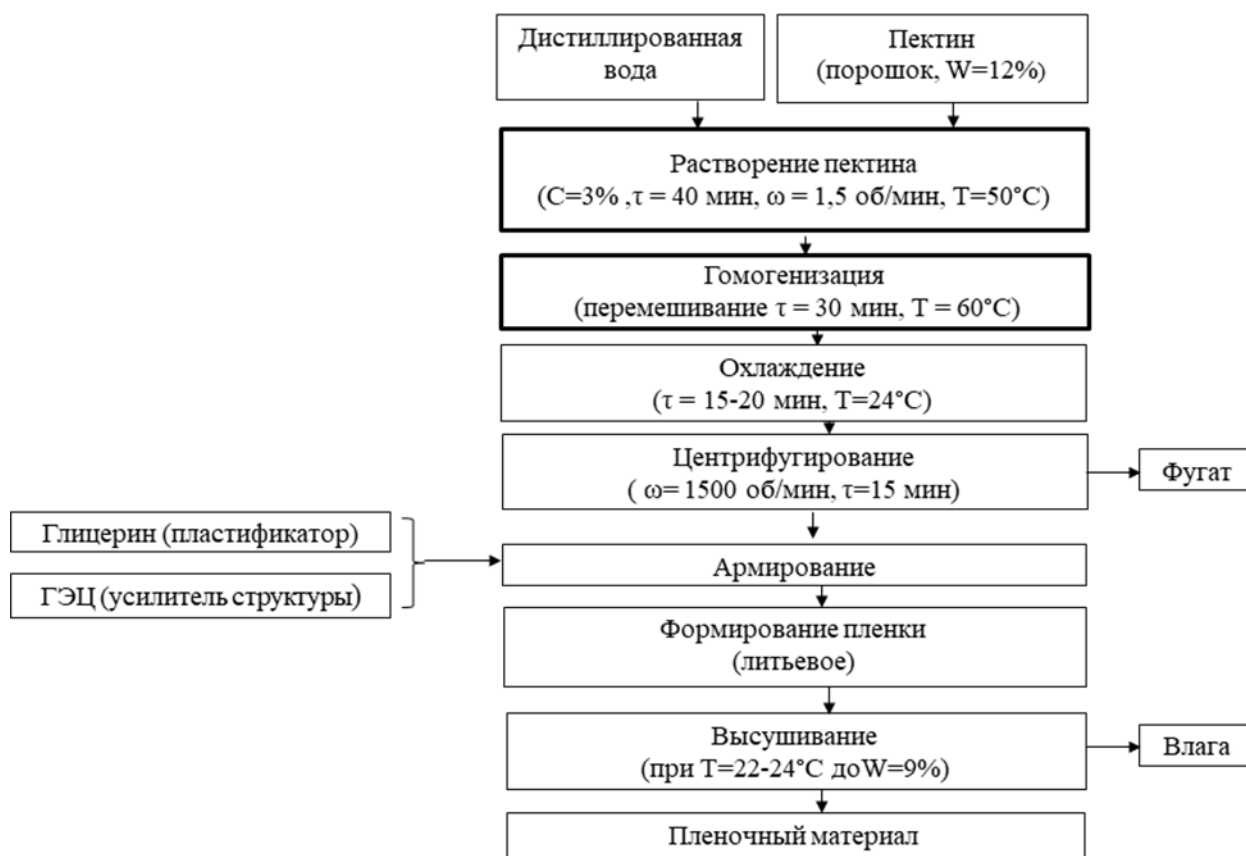 Дистиллированная
вода
Пектин
(порошок, W=12%)
Растворение пектина
(C=3% ,τ = 40 мин, ω = 1,5 об/мин, T=50°C)
Гомогенизация
(перемешивание τ = 30 мин, T = 60°C)
Охлаждение
(τ = 15-20 мин, T=24°C)
Центрифугирование
( ω= 1500 об/мин, τ=15 мин)
Фугат
Глицерин (пластификатор)
ГЭЦ (усилитель структуры)
Армирование
Формирование пленки
(литьевое)
Высушивание
(при T=22-24°C доW=9%)
Влага
Пленочный материал